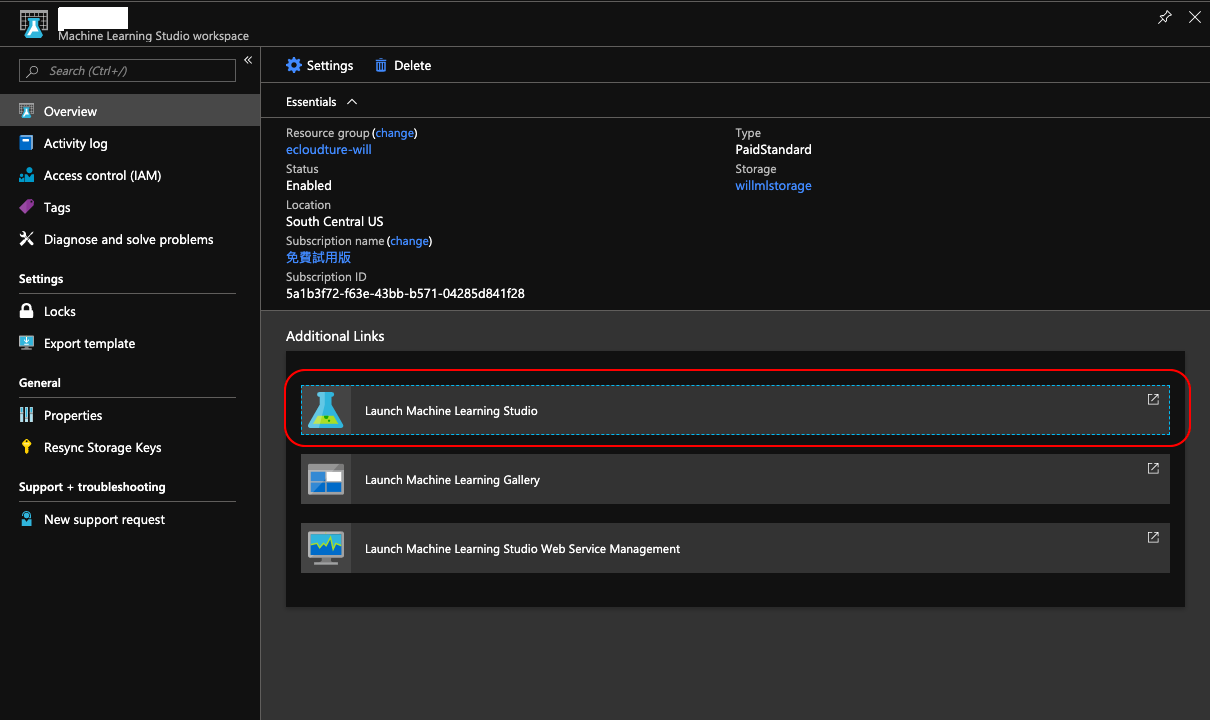 Machine Learning Studio workspace
Search (Ctrl+/)
«
Overview
Activity log
Access control (IAM)
Tags
Diagnose and solve problems
Settings
Locks
Export template
General
Properties
Resync Storage Keys
Support + troubleshooting
New support request
Settings Delete
Essentials
Resource group (change)
ecloudture-will
Status
Enabled
Location
South Central US
Subscription name (change)
免費試用版
Subscription ID
5a1b3f72-f63e-43bb-b571-04285d841f28
Type
PaidStandard
Storage
willmlstorage
Additional Links
Launch Machine Learning Studio
Launch Machine Learning Gallery
Launch Machine Learning Studio Web Service Management